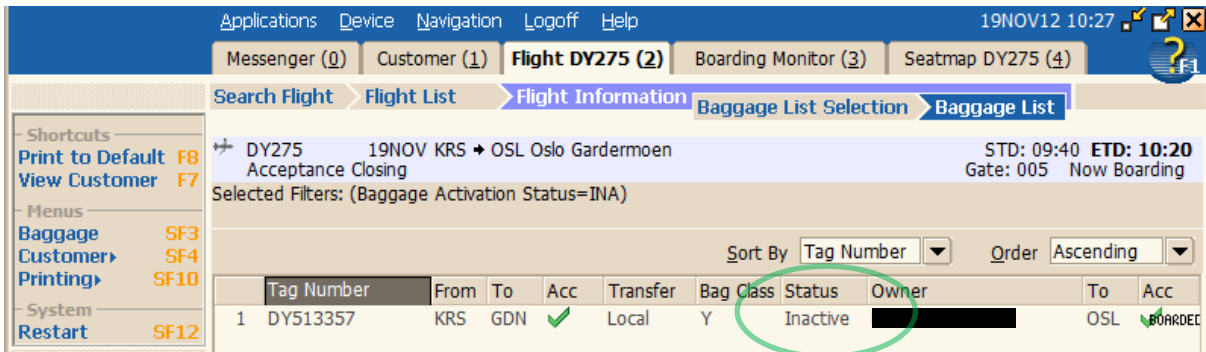 Applications Device Navigation Logoff Help 19NOV12 10:27
Messenger (0) Customer (1) Flight DY275 (2) Boarding Monitor (3) Seatmap DY275 (4) ? F1
Search Flight Flight List Flight Information Baggage List Selection Baggage List
Shortcuts
Print to Default F8
View Customer F7
Menus
Baggage SF3
Customer SF4
Printing SF10
System
Restart SF12
DY275 19NOV KRS → OSL Oslo Gardermoen STD: 09:40 ETD: 10:20
Acceptance Closing Gate: 005 Now Boarding
Selected Filters: (Baggage Activation Status=INA)
Sort By Tag Number Order Ascending
Tag Number From To Acc Transfer Bag Class Status Owner To Acc
1 DY513357 KRS GDN Local Y Inactive OSL BOARDED